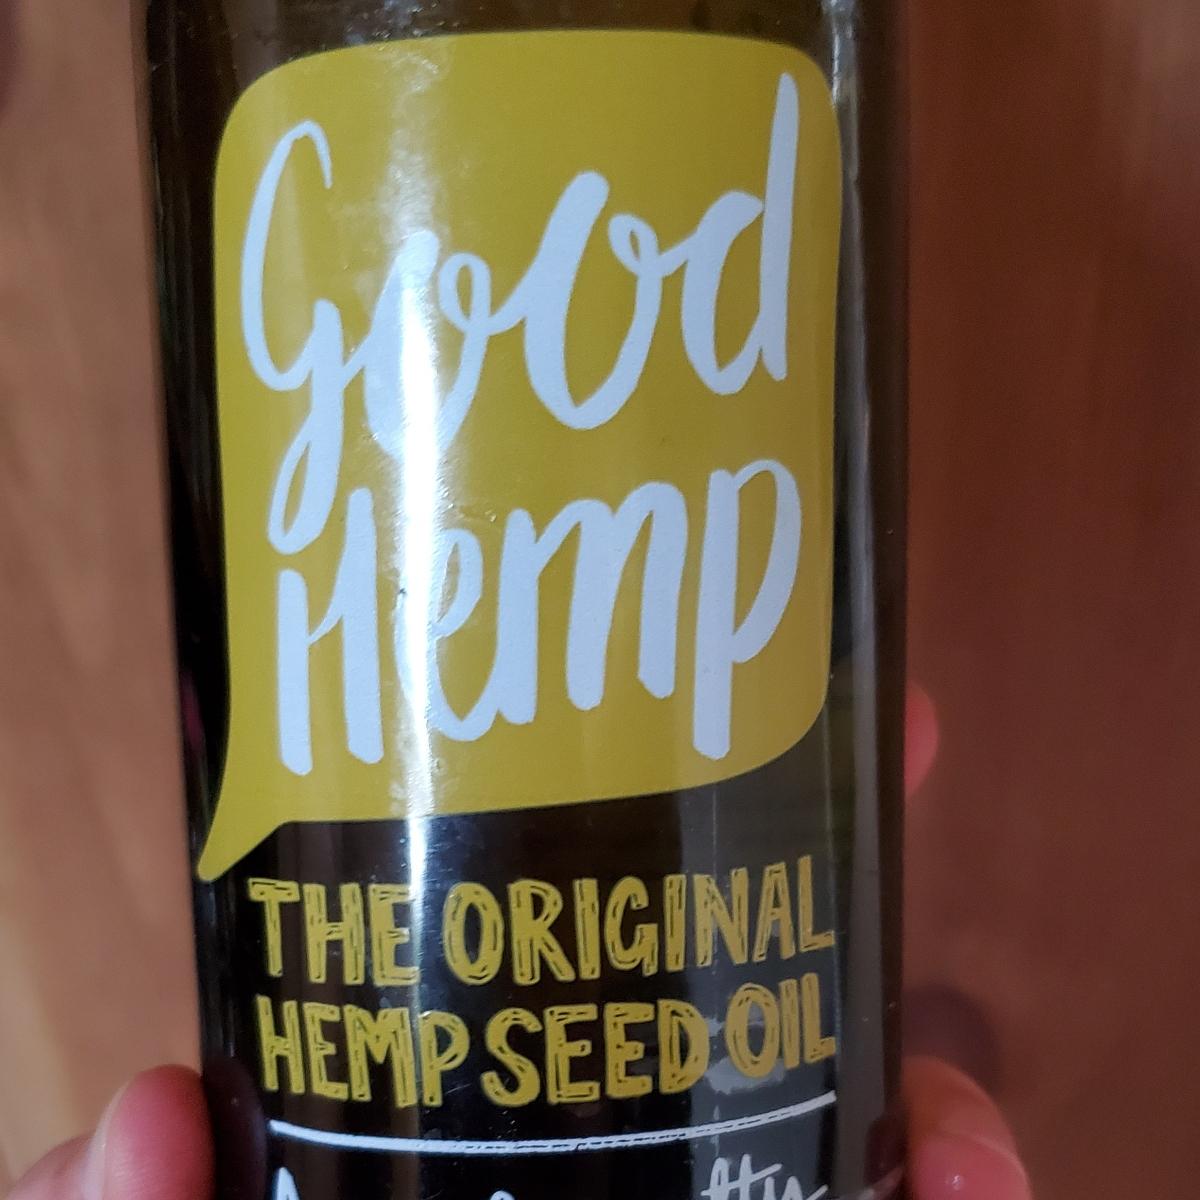 Good
Hemp
THE ORIGINAL
HEMP SEED OIL